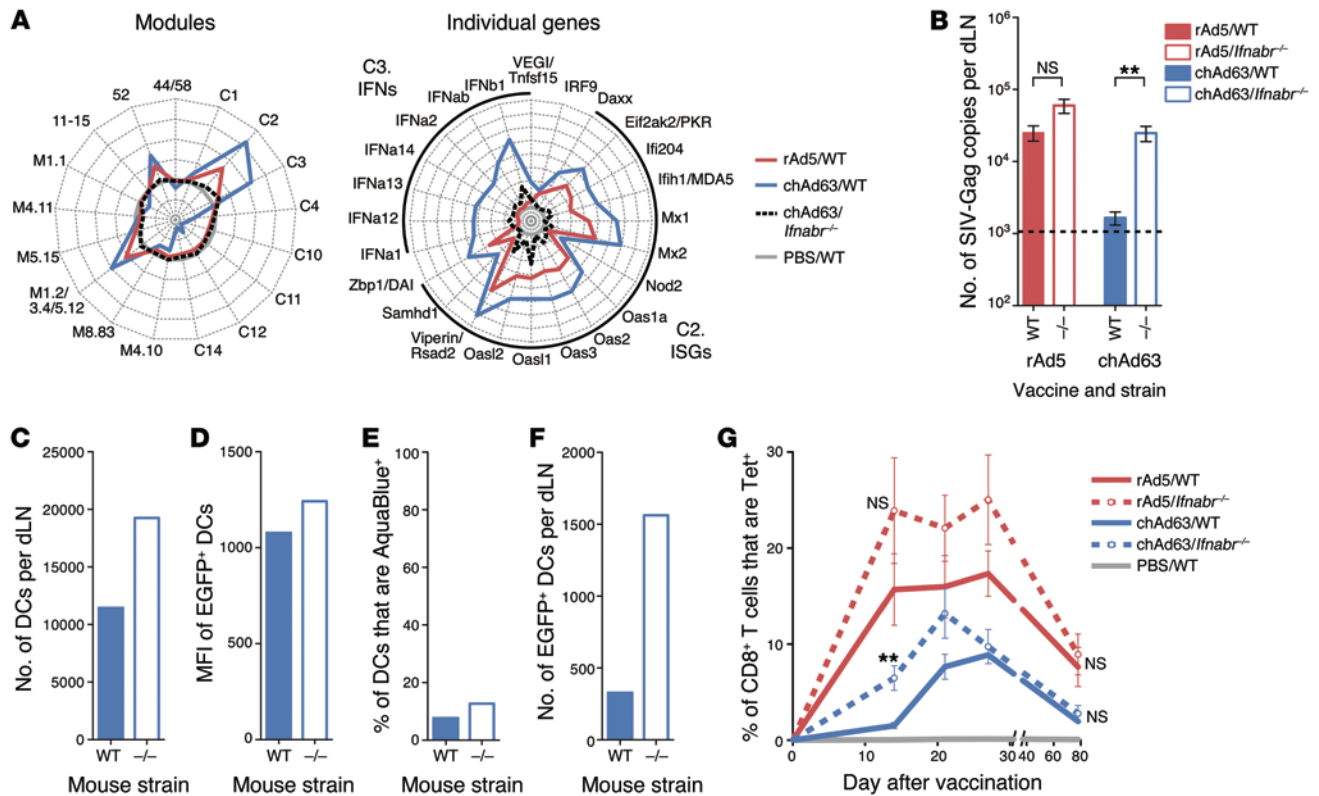 A
Modules
44/58
C1
C2
C3
C4
C10
C11
C12
C14
M4.10
M8.83
M1.2/
3.4/5.12
M5.15
M4.11
M1.1
11-15
52
Individual genes
C3.
IFNs
VEGI/
Tnfsf15
IRF9
Daxx
Eif2ak2/PKR
Ifi204
Ifih1/MDA5
Mx1
Mx2
Nod2
Oas1a
Oas2
Oas3
Oasl1
Oasl2
Viperin/
Rsad2
Samhd1
Zbp1/DAI
IFNa1
IFNa12
IFNa13
IFNa14
IFNa2
IFNab
IFNb1
C2.
ISGs
rAd5/WT
chAd63/WT
chAd63/
Ifnabr–/–
PBS/WT
B
No. of SIV-Gag copies per dLN
10⁶
10⁵
10⁴
10³
10²
NS
**
WT
–/–
WT
–/–
rAd5 chAd63
Vaccine and strain
rAd5/WT
rAd5/Ifnabr–/–
chAd63/WT
chAd63/Ifnabr–/–
C
No. of DCs per dLN
25000
20000
15000
10000
5000
0
WT –/–
Mouse strain
D
MFI of EGFP⁺ DCs
1500
1000
500
0
WT –/–
Mouse strain
E
% of DCs that are AquaBlue⁺
100
80
60
40
20
0
WT –/–
Mouse strain
F
No. of EGFP⁺ DCs per dLN
2000
1500
1000
500
0
WT –/–
Mouse strain
G
% of CD8⁺ T cells that are Tet⁺
30
20
10
0
NS
**
NS
NS
0 10 20 30 40 60 80
Day after vaccination
rAd5/WT
rAd5/Ifnabr–/–
chAd63/WT
chAd63/Ifnabr–/–
PBS/WT